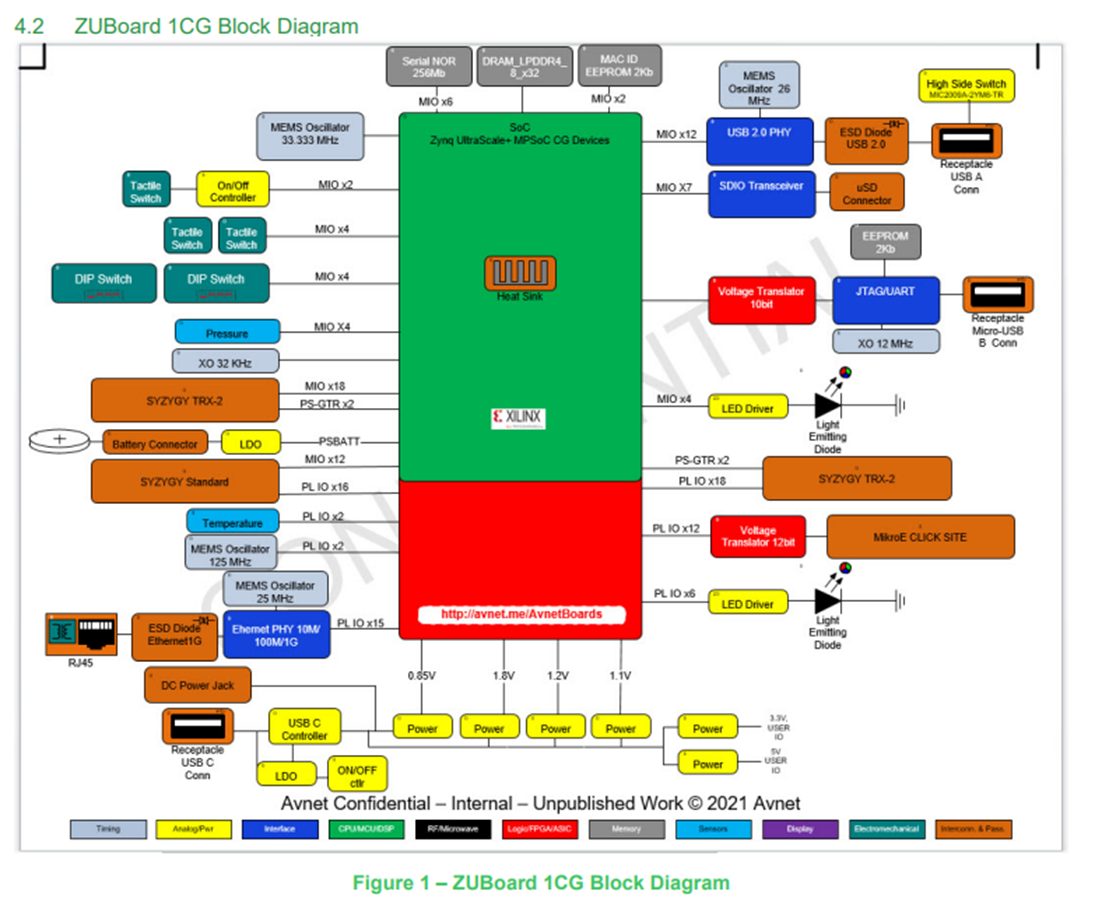 4.2 ZUBoard 1CG Block Diagram
Serial NOR
256Mb
DRAM_LPDDR4_
8_x32
MAC ID
EEPROM 2Kb
MIO x6
MIO x2
MEMS
Oscillator 26
MHz
High Side Switch
MIC2009A-2YM6-TR
MEMS Oscillator
33.333 MHz
SoC
Zynq UltraScale+ MPSoC CG Devices
MIO x12
USB 2.0 PHY
ESD Diode
USB 2.0
Receptacle
USB A
Conn
Tactile
Switch
On/Off
Controller
MIO x2
MIO X7
SDIO Transceiver
uSD
Connector
Tactile
Switch
Tactile
Switch
MIO x4
EEPROM
2Kb
DIP Switch
DIP Switch
MIO x4
Heat Sink
Voltage Translator
10bit
JTAG/UART
Receptacle
Micro-USB
B Conn
Pressure
MIO X4
XO 12 MHz
XO 32 KHz
SYZYGY TRX-2
MIO x18
PS-GTR x2
XILINX
MIO x4
LED Driver
Light
Emitting
Diode
Battery Connector
LDO
PSBATT
SYZYGY Standard
MIO x12
PL IO x16
PS-GTR x2
PL IO x18
SYZYGY TRX-2
Temperature
PL IO x2
MEMS Oscillator
125 MHz
PL IO x2
PL IO x12
Voltage
Translator 12bit
MikroE CLICK SITE
MEMS Oscillator
25 MHz
PL IO x6
LED Driver
Light
Emitting
Diode
http://avnet.me/AvnetBoards
RJ45
ESD Diode
Ethernet1G
Ehernet PHY 10M/
100M/1G
PL IO x15
0.85V
1.8V
1.2V
1.1V
DC Power Jack
Receptacle
USB C
Conn
USB C
Controller
LDO
ON/OFF
ctlr
Power
Power
Power
Power
Power
3.3V,
USER
IO
Power
5V
USER
IO
CONFIDENTIAL
Avnet Confidential – Internal – Unpublished Work © 2021 Avnet
Timing
Analog/Pwr
Interface
CPU/MCU/DSP
RF/Microwave
Logic/FPGA/ASIC
Memory
Sensors
Display
Electromechanical
Interconn. & Pass.
Figure 1 – ZUBoard 1CG Block Diagram